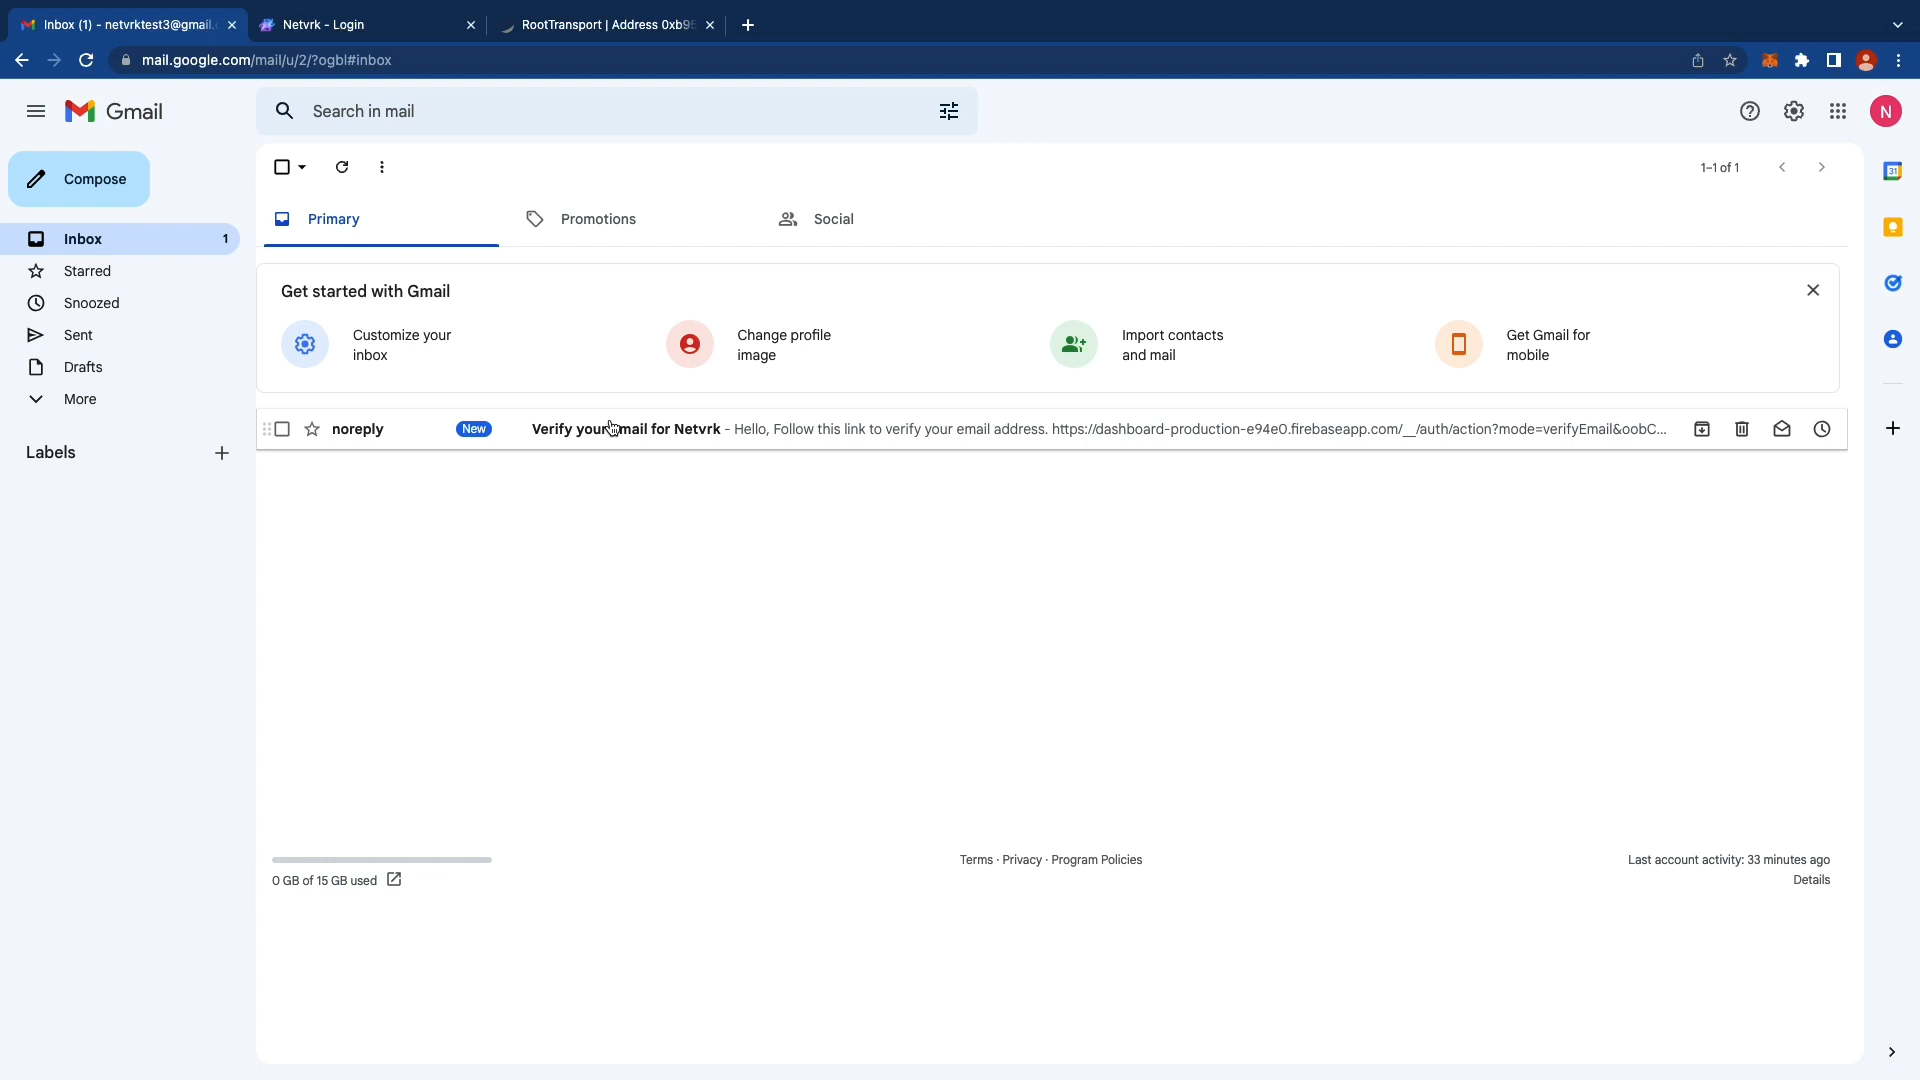 Inbox (1) - netvrktest3@gmail.
Netvrk - Login
RootTransport | Address 0xb95
mail.google.com/mail/u/2/?ogbl#inbox
Gmail
Search in mail
N
Compose
1–1 of 1
31
Primary
Promotions
Social
Inbox
1
Starred
Snoozed
Sent
Drafts
More
Labels
Get started with Gmail
Customize your
inbox
Change profile
image
Import contacts
and mail
Get Gmail for
mobile
noreply
New
Verify your email for Netvrk - Hello, Follow this link to verify your email address. https://dashboard-production-e94e0.firebaseapp.com/__/auth/action?mode=verifyEmail&oobC...
0 GB of 15 GB used
Terms · Privacy · Program Policies
Last account activity: 33 minutes ago
Details